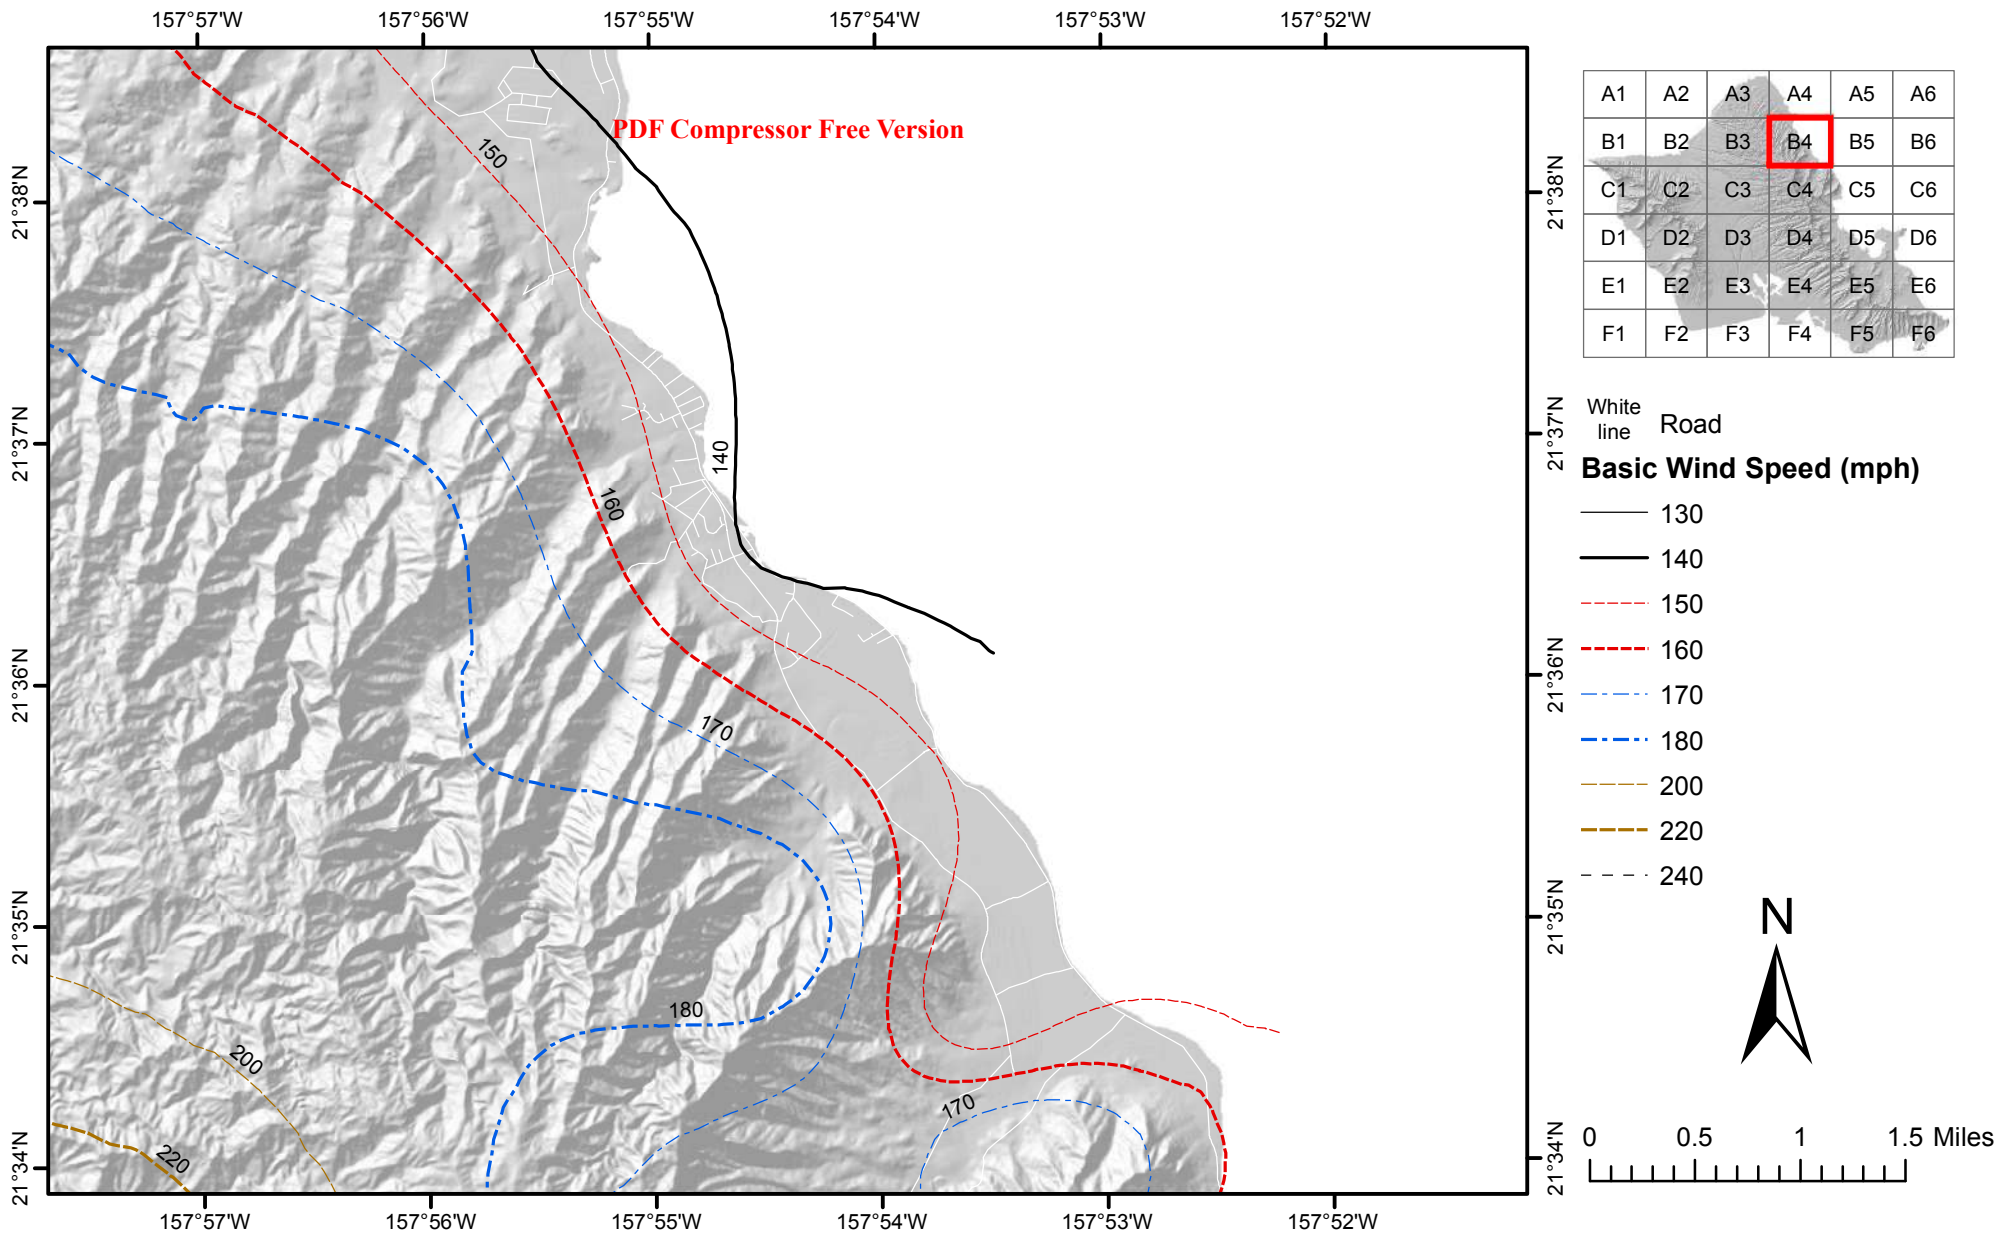 157°57'W 157°56'W 157°55'W 157°54'W 157°53'W 157°52'W
PDF Compressor Free Version
21°38'N
21°37'N
21°36'N
21°35'N
21°34'N
150
140
160
170
180
200
220
170
21°38'N
21°37'N
21°36'N
21°35'N
21°34'N
157°57'W 157°56'W 157°55'W 157°54'W 157°53'W 157°52'W
A1 A2 A3 A4 A5 A6
B1 B2 B3 B4 B5 B6
C1 C2 C3 C4 C5 C6
D1 D2 D3 D4 D5 D6
E1 E2 E3 E4 E5 E6
F1 F2 F3 F4 F5 F6
White
line Road
Basic Wind Speed (mph)
130
140
150
160
170
180
200
220
240
N
0 0.5 1 1.5 Miles